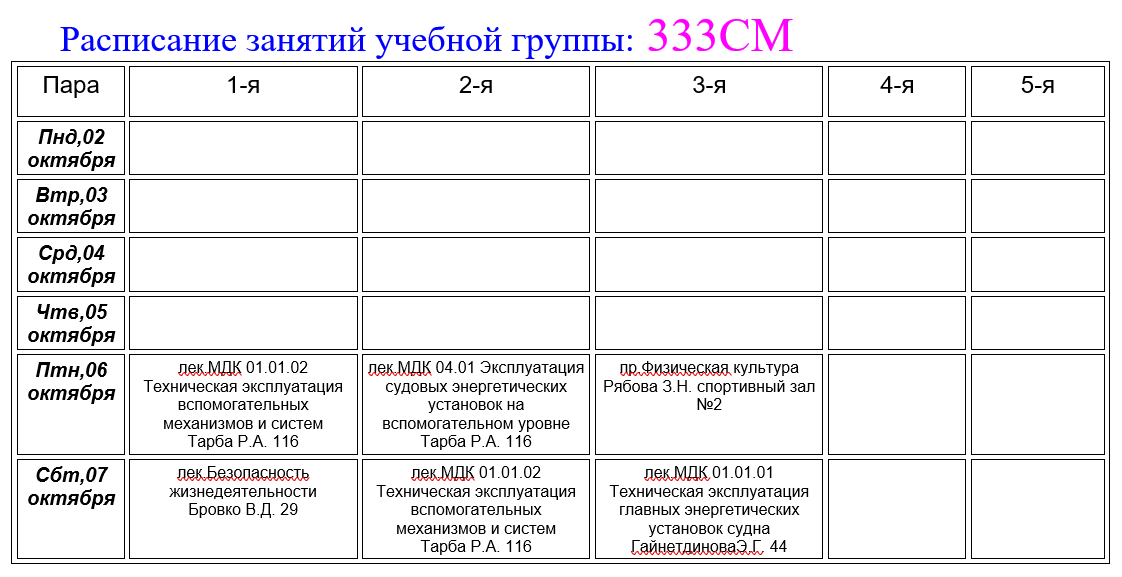 Расписание занятий учебной группы: 333СМ
Пара 1-я 2-я 3-я 4-я 5-я
Пнд,02
октября
Втр,03
октября
Срд,04
октября
Чтв,05
октября
Птн,06
октября
лек.МДК 01.01.02
Техническая эксплуатация
вспомогательных
механизмов и систем
Тарба Р.А. 116
лек.МДК 04.01 Эксплуатация
судовых энергетических
установок на
вспомогательном уровне
Тарба Р.А. 116
пр.Физическая культура
Рябова З.Н. спортивный зал
№2
Сбт,07
октября
лек.Безопасность
жизнедеятельности
Бровко В.Д. 29
лек.МДК 01.01.02
Техническая эксплуатация
вспомогательных
механизмов и систем
Тарба Р.А. 116
лек.МДК 01.01.01
Техническая эксплуатация
главных энергетических
установок судна
ГайнетдиноваЭ.Г. 44